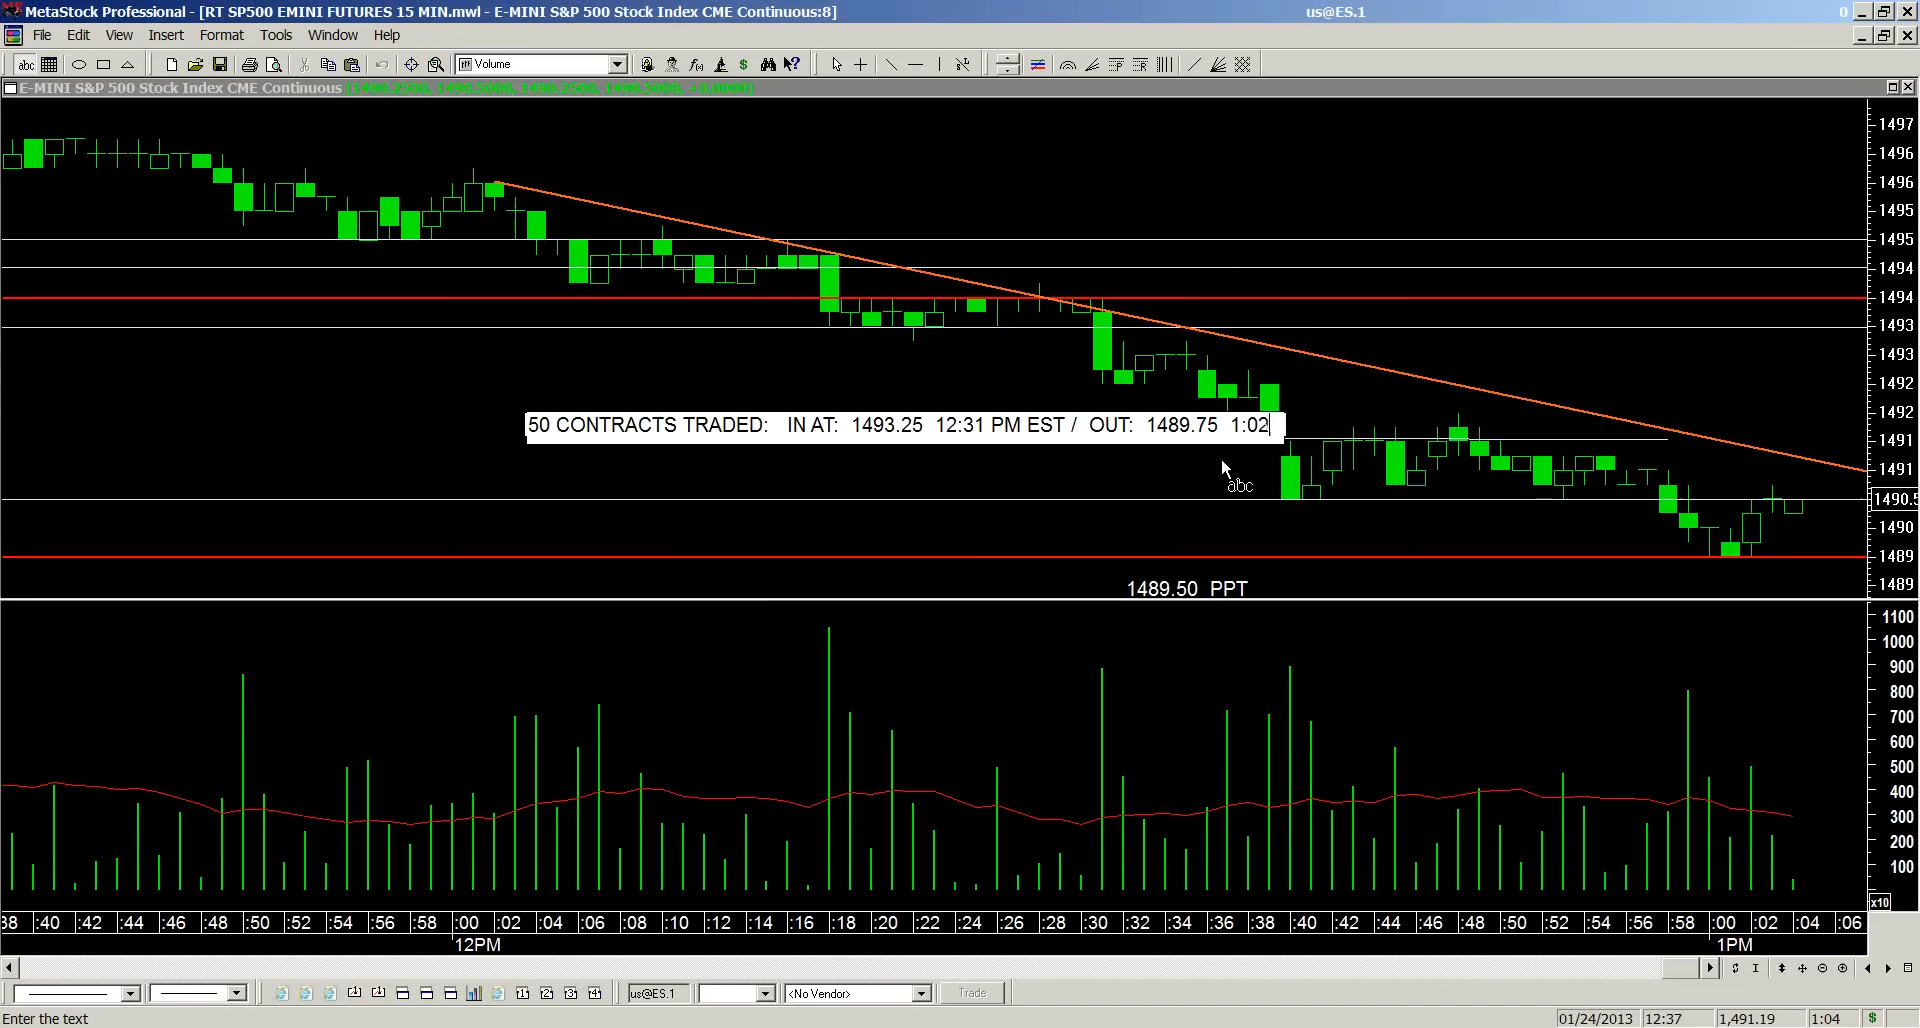 MetaStock Professional - [RT SP500 EMINI FUTURES 15 MIN.mwl - E-MINI S&P 500 Stock Index CME Continuous:8]
us@ES.1
0
File Edit View Insert Format Tools Window Help
abc
Volume
E-MINI S&P 500 Stock Index CME Continuous
1497
1496
1496
1495
1495
1494
1494
1493
1493
1492
1492
1491
1491
1490.5
1490
1489
1489
50 CONTRACTS TRADED: IN AT: 1493.25 12:31 PM EST / OUT: 1489.75 1:02
abc
1489.50 PPT
1100
1000
900
800
700
600
500
400
300
200
100
x10
38 :40 :42 :44 :46 :48 :50 :52 :54 :56 :58 :00 :02 :04 :06 :08 :10 :12 :14 :16 :18 :20 :22 :24 :26 :28 :30 :32 :34 :36 :38 :40 :42 :44 :46 :48 :50 :52 :54 :56 :58 :00 :02 :04 :06
12PM 1PM
us@ES.1
<No Vendor>
Trade
Enter the text
01/24/2013 12:37 1,491.19 1:04 $